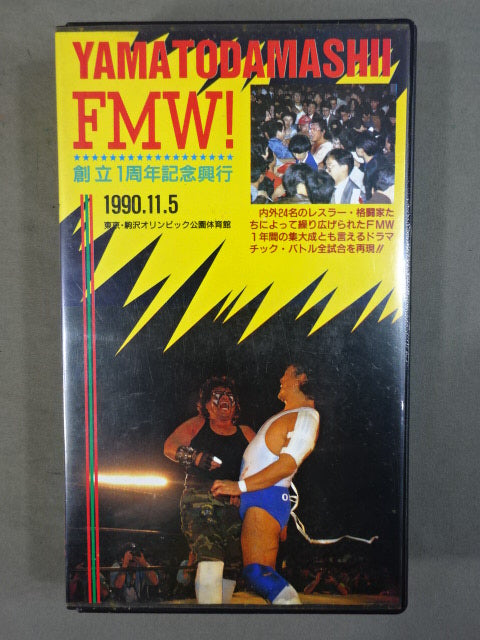 YAMATODAMASHII
FMW!
創立1周年記念興行
1990.11.5
東京・駒沢オリンピック公園体育館
内外24名のレスラー・格闘家た
ちによって繰り広げられたFMW
1年間の集大成とも言えるドラマ
チック・バトル全試合を再現!!